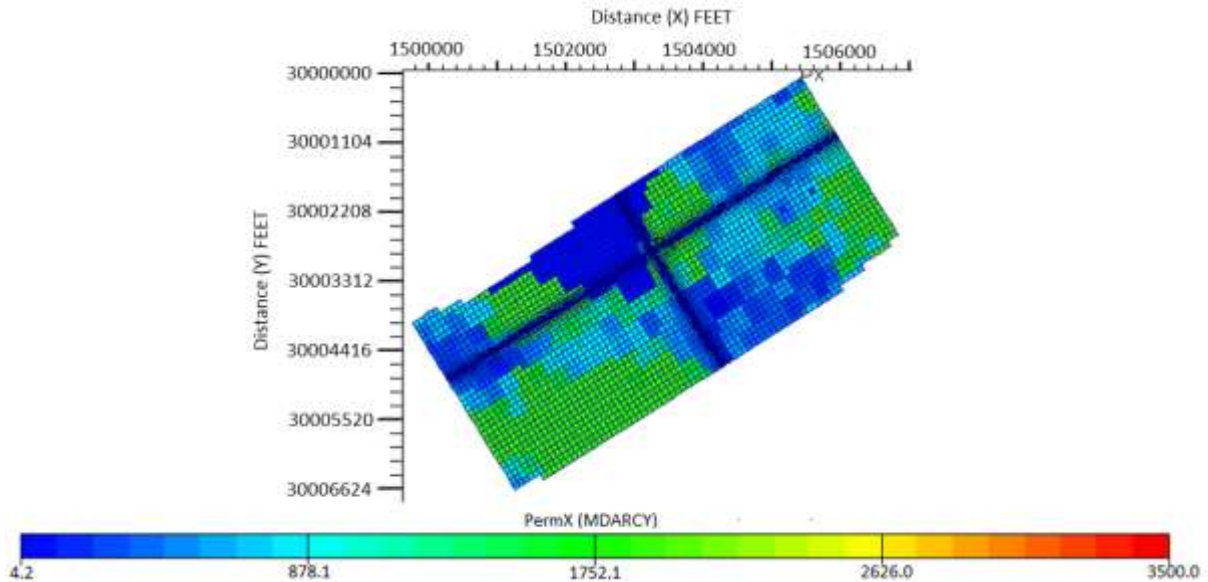 Distance (X) FEET
1500000 1502000 1504000 1506000
X
30000000
30001104
30002208
30003312
30004416
30005520
30006624
Distance (Y) FEET
PermX (MDARCY)
4.2 878.1 1752.1 2626.0 3500.0